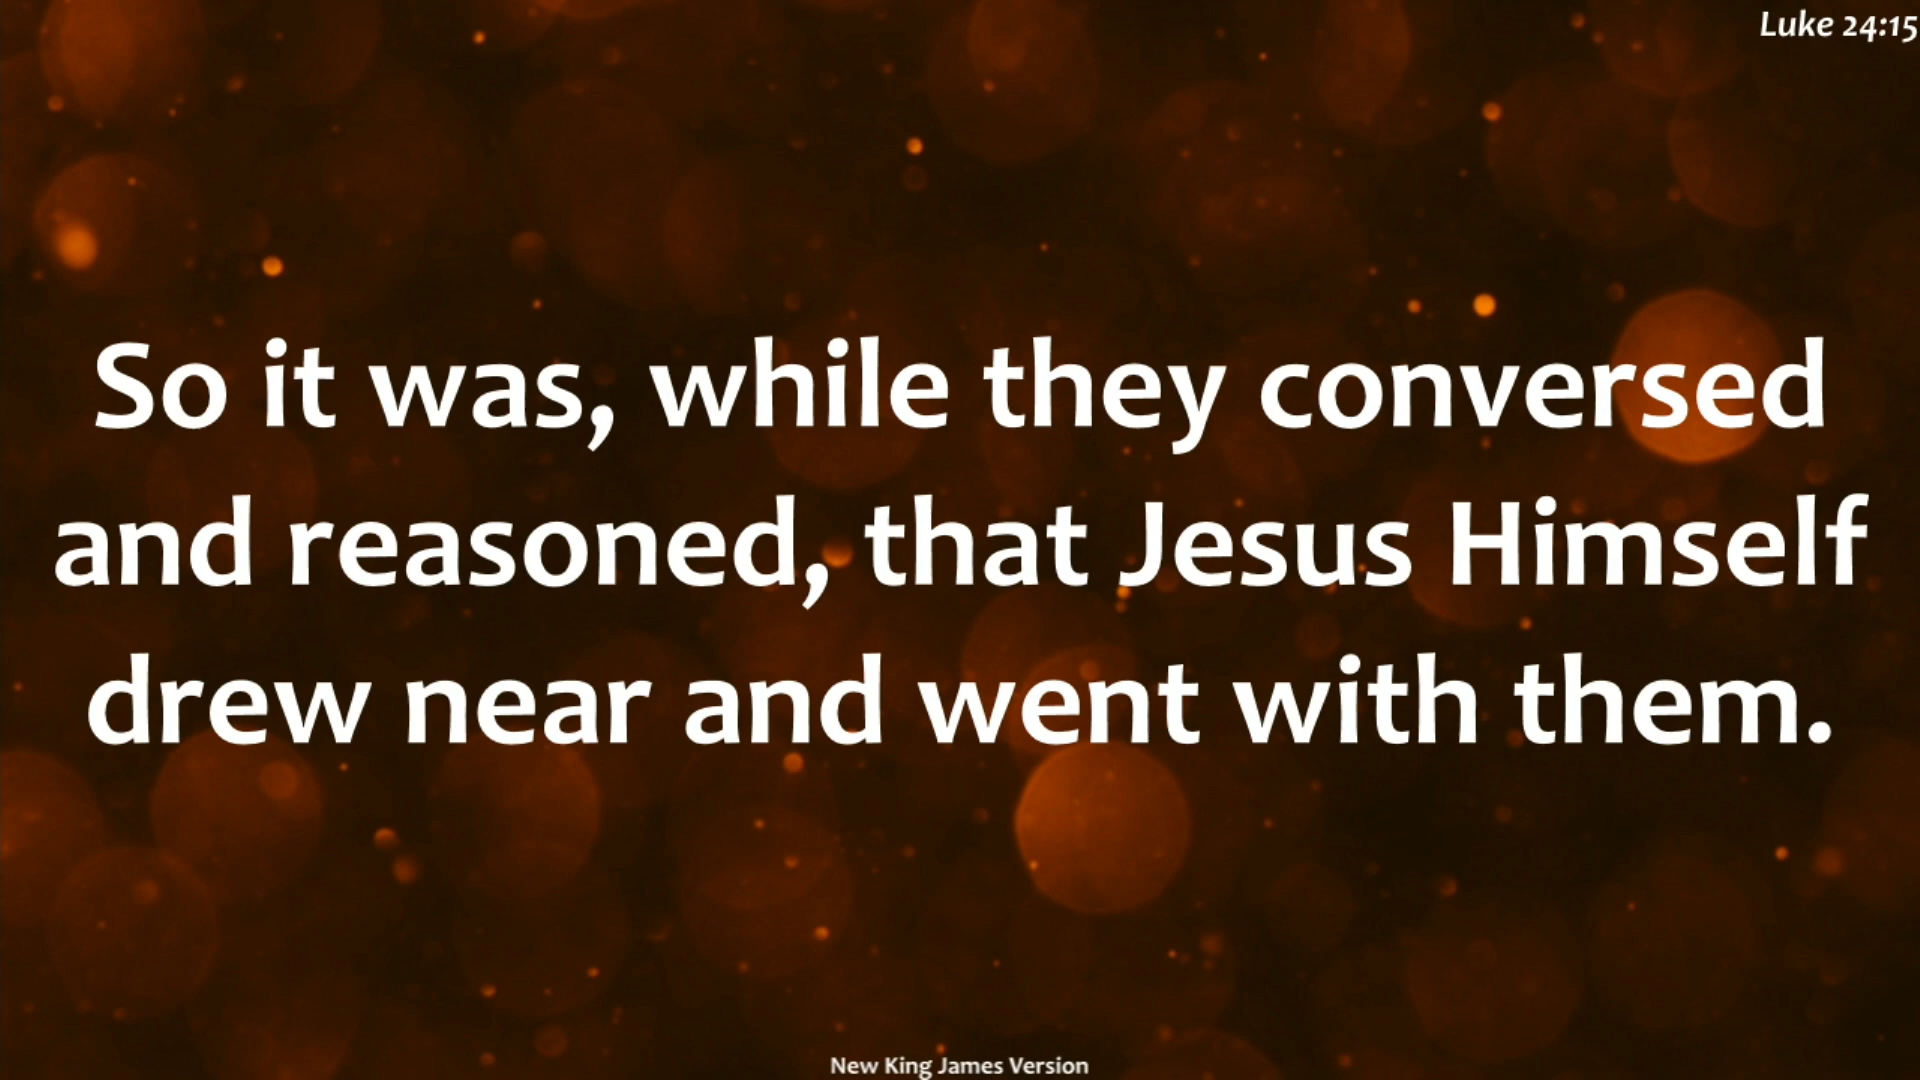 Luke 24:15
So it was, while they conversed
and reasoned, that Jesus Himself
drew near and went with them.
New King James Version